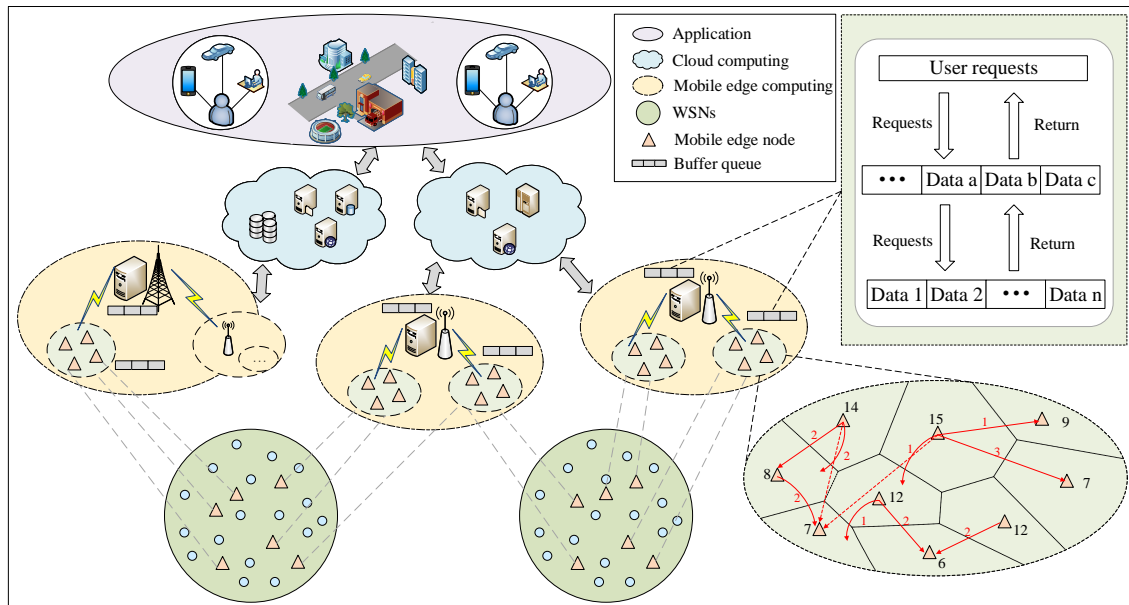 Application
Cloud computing
Mobile edge computing
WSNs
Mobile edge node
Buffer queue
User requests
Requests
Return
••• Data a Data b Data c
Requests
Return
Data 1 Data 2 ••• Data n
...
14
15
9
2
1
2
1
3
8
7
2
12
12
1
2
2
7
6